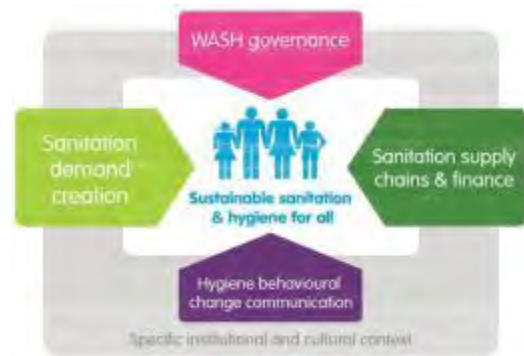 WASH governance
Sanitation
demand
creation
Sustainable sanitation
& hygiene for all
Sanitation supply
chains & finance
Hygiene behavioural
change communication
Specific institutional and cultural context